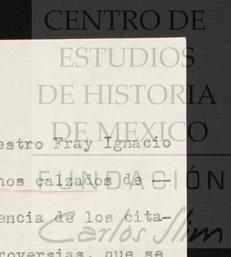 CENTRO DE
ESTUDIOS
DE HISTORIA
DE MEXICO
estro Fray Ignacio
nos calzados de --
FUNDACIÓN
encia de los cita-
Carlos Slim
roversias, que se